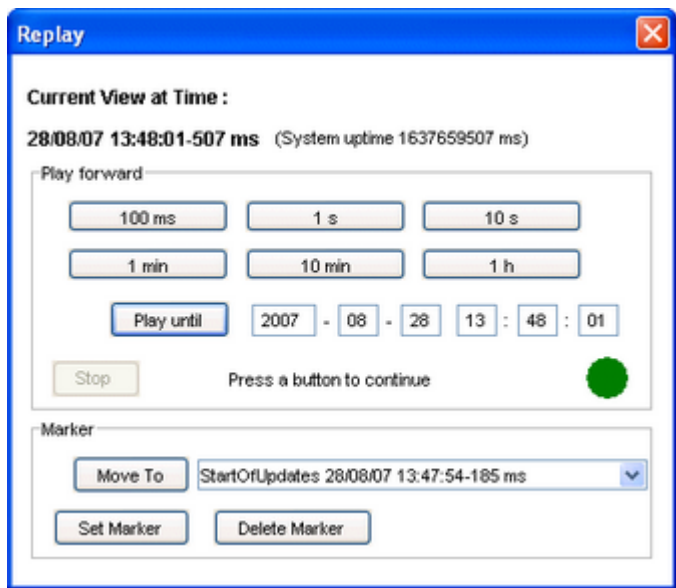 Replay
Current View at Time :
28/08/07 13:48:01-507 ms (System uptime 1637659507 ms)
Play forward
100 ms 1 s 10 s
1 min 10 min 1 h
Play until 2007 - 08 - 28 13 : 48 : 01
Stop Press a button to continue
Marker
Move To StartOfUpdates 28/08/07 13:47:54-185 ms
Set Marker Delete Marker